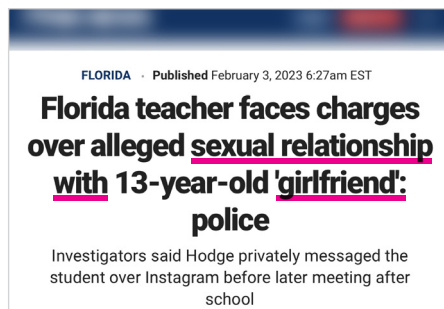 FLORIDA · Published February 3, 2023 6:27am EST
Florida teacher faces charges
over alleged sexual relationship
with 13-year-old 'girlfriend':
police
Investigators said Hodge privately messaged the
student over Instagram before later meeting after
school